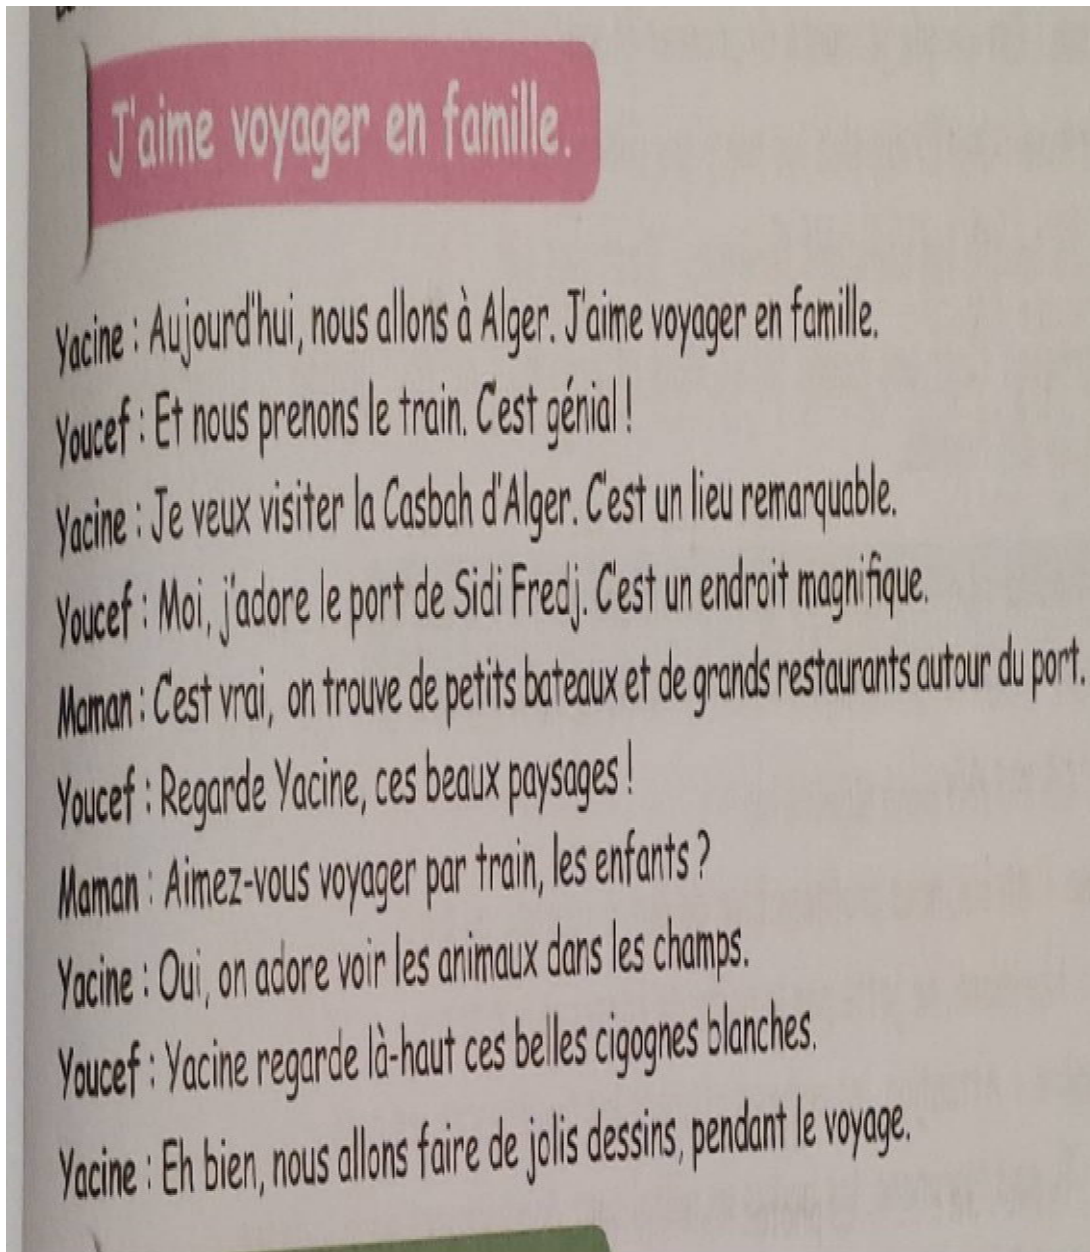 J'aime voyager en famille.
Yacine : Aujourd'hui, nous allons à Alger. J'aime voyager en famille.
Youcef : Et nous prenons le train. C'est génial !
Yacine : Je veux visiter la Casbah d'Alger. C'est un lieu remarquable.
Youcef : Moi, j'adore le port de Sidi Fredj. C'est un endroit magnifique.
Maman : C'est vrai, on trouve de petits bateaux et de grands restaurants autour du port.
Youcef : Regarde Yacine, ces beaux paysages !
Maman : Aimez-vous voyager par train, les enfants ?
Yacine : Oui, on adore voir les animaux dans les champs.
Youcef : Yacine regarde là-haut ces belles cigognes blanches.
Yacine : Eh bien, nous allons faire de jolis dessins, pendant le voyage.